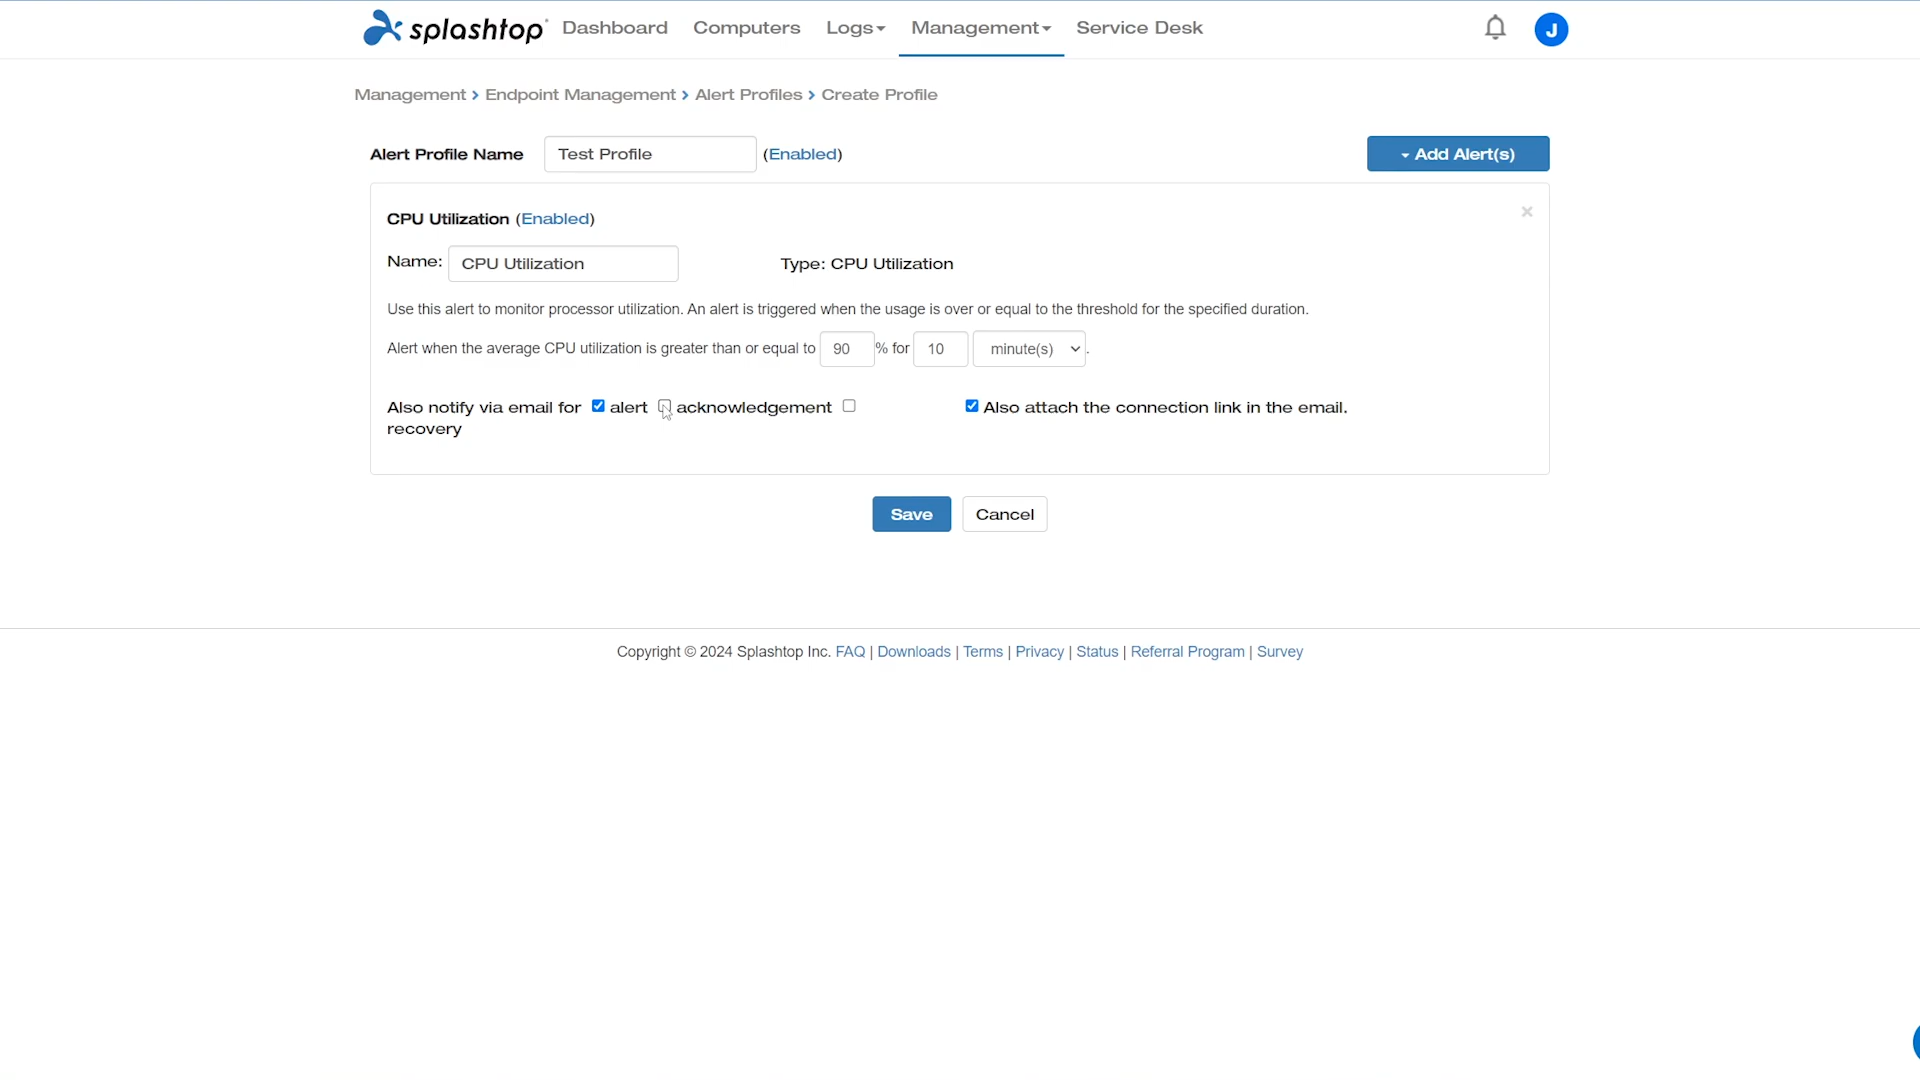 splashtop Dashboard Computers Logs Management Service Desk J
Management > Endpoint Management > Alert Profiles > Create Profile
Alert Profile Name Test Profile (Enabled) Add Alert(s)
CPU Utilization (Enabled) ×
Name: CPU Utilization Type: CPU Utilization
Use this alert to monitor processor utilization. An alert is triggered when the usage is over or equal to the threshold for the specified duration.
Alert when the average CPU utilization is greater than or equal to 90 % for 10 minute(s) .
Also notify via email for alert acknowledgement Also attach the connection link in the email.
recovery
Save Cancel
Copyright © 2024 Splashtop Inc. FAQ | Downloads | Terms | Privacy | Status | Referral Program | Survey